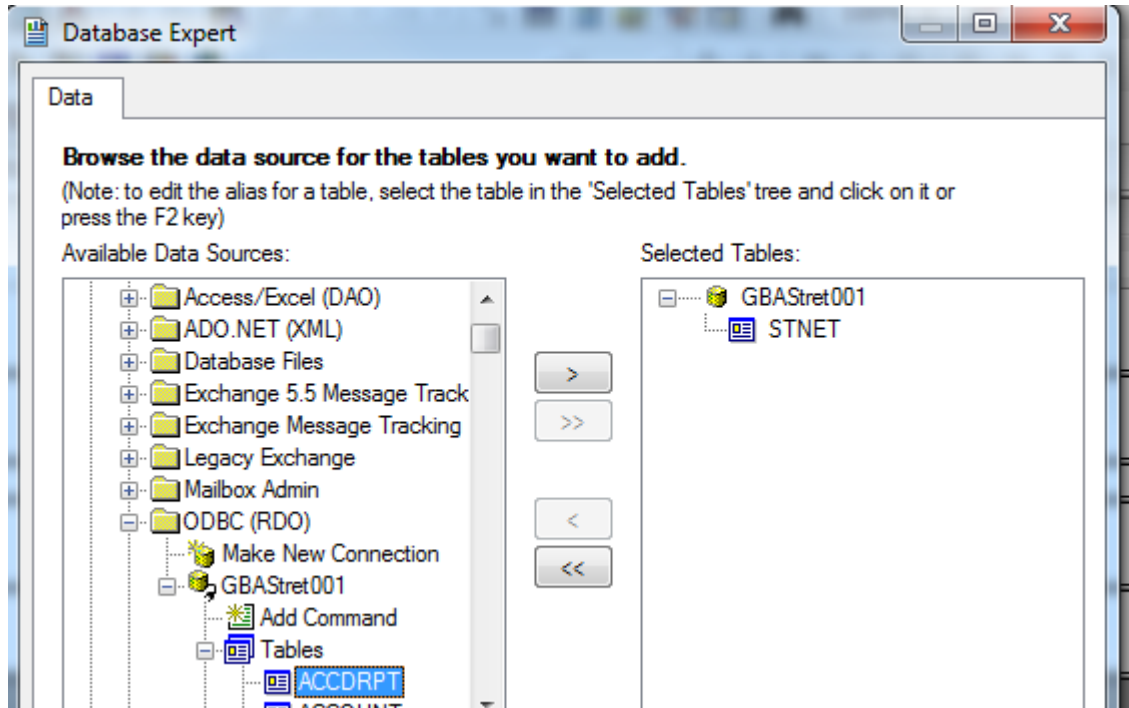 Database Expert
Data
Browse the data source for the tables you want to add.
(Note: to edit the alias for a table, select the table in the 'Selected Tables' tree and click on it or
press the F2 key)
Available Data Sources:
Access/Excel (DAO)
ADO.NET (XML)
Database Files
Exchange 5.5 Message Track
Exchange Message Tracking
Legacy Exchange
Mailbox Admin
ODBC (RDO)
Make New Connection
GBAStret001
Add Command
Tables
ACCDRPT
>
>>
<
<<
Selected Tables:
GBAStret001
STNET